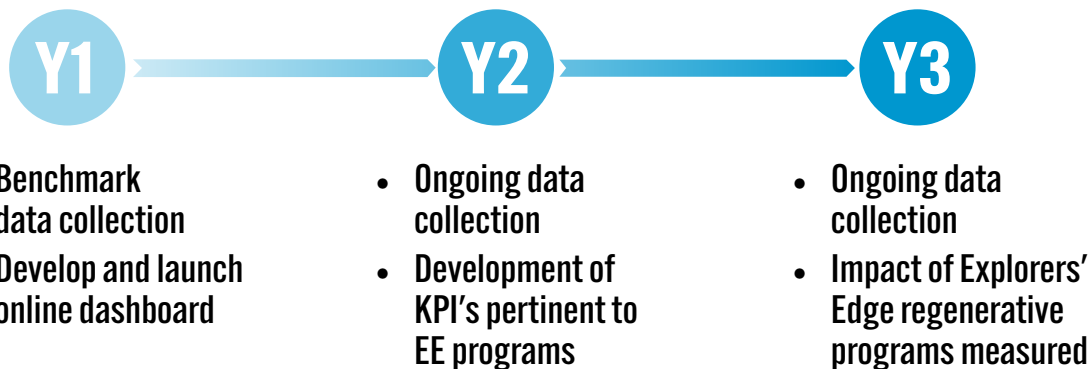 Y1
Y2
Y3
Benchmark
data collection
Develop and launch
online dashboard
• Ongoing data
collection
• Development of
KPI's pertinent to
EE programs
• Ongoing data
collection
• Impact of Explorers’
Edge regenerative
programs measured